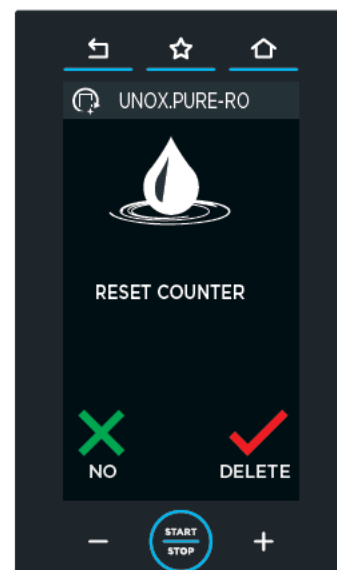 UNOX.PURE-RO
RESET COUNTER
NO
DELETE
START
STOP